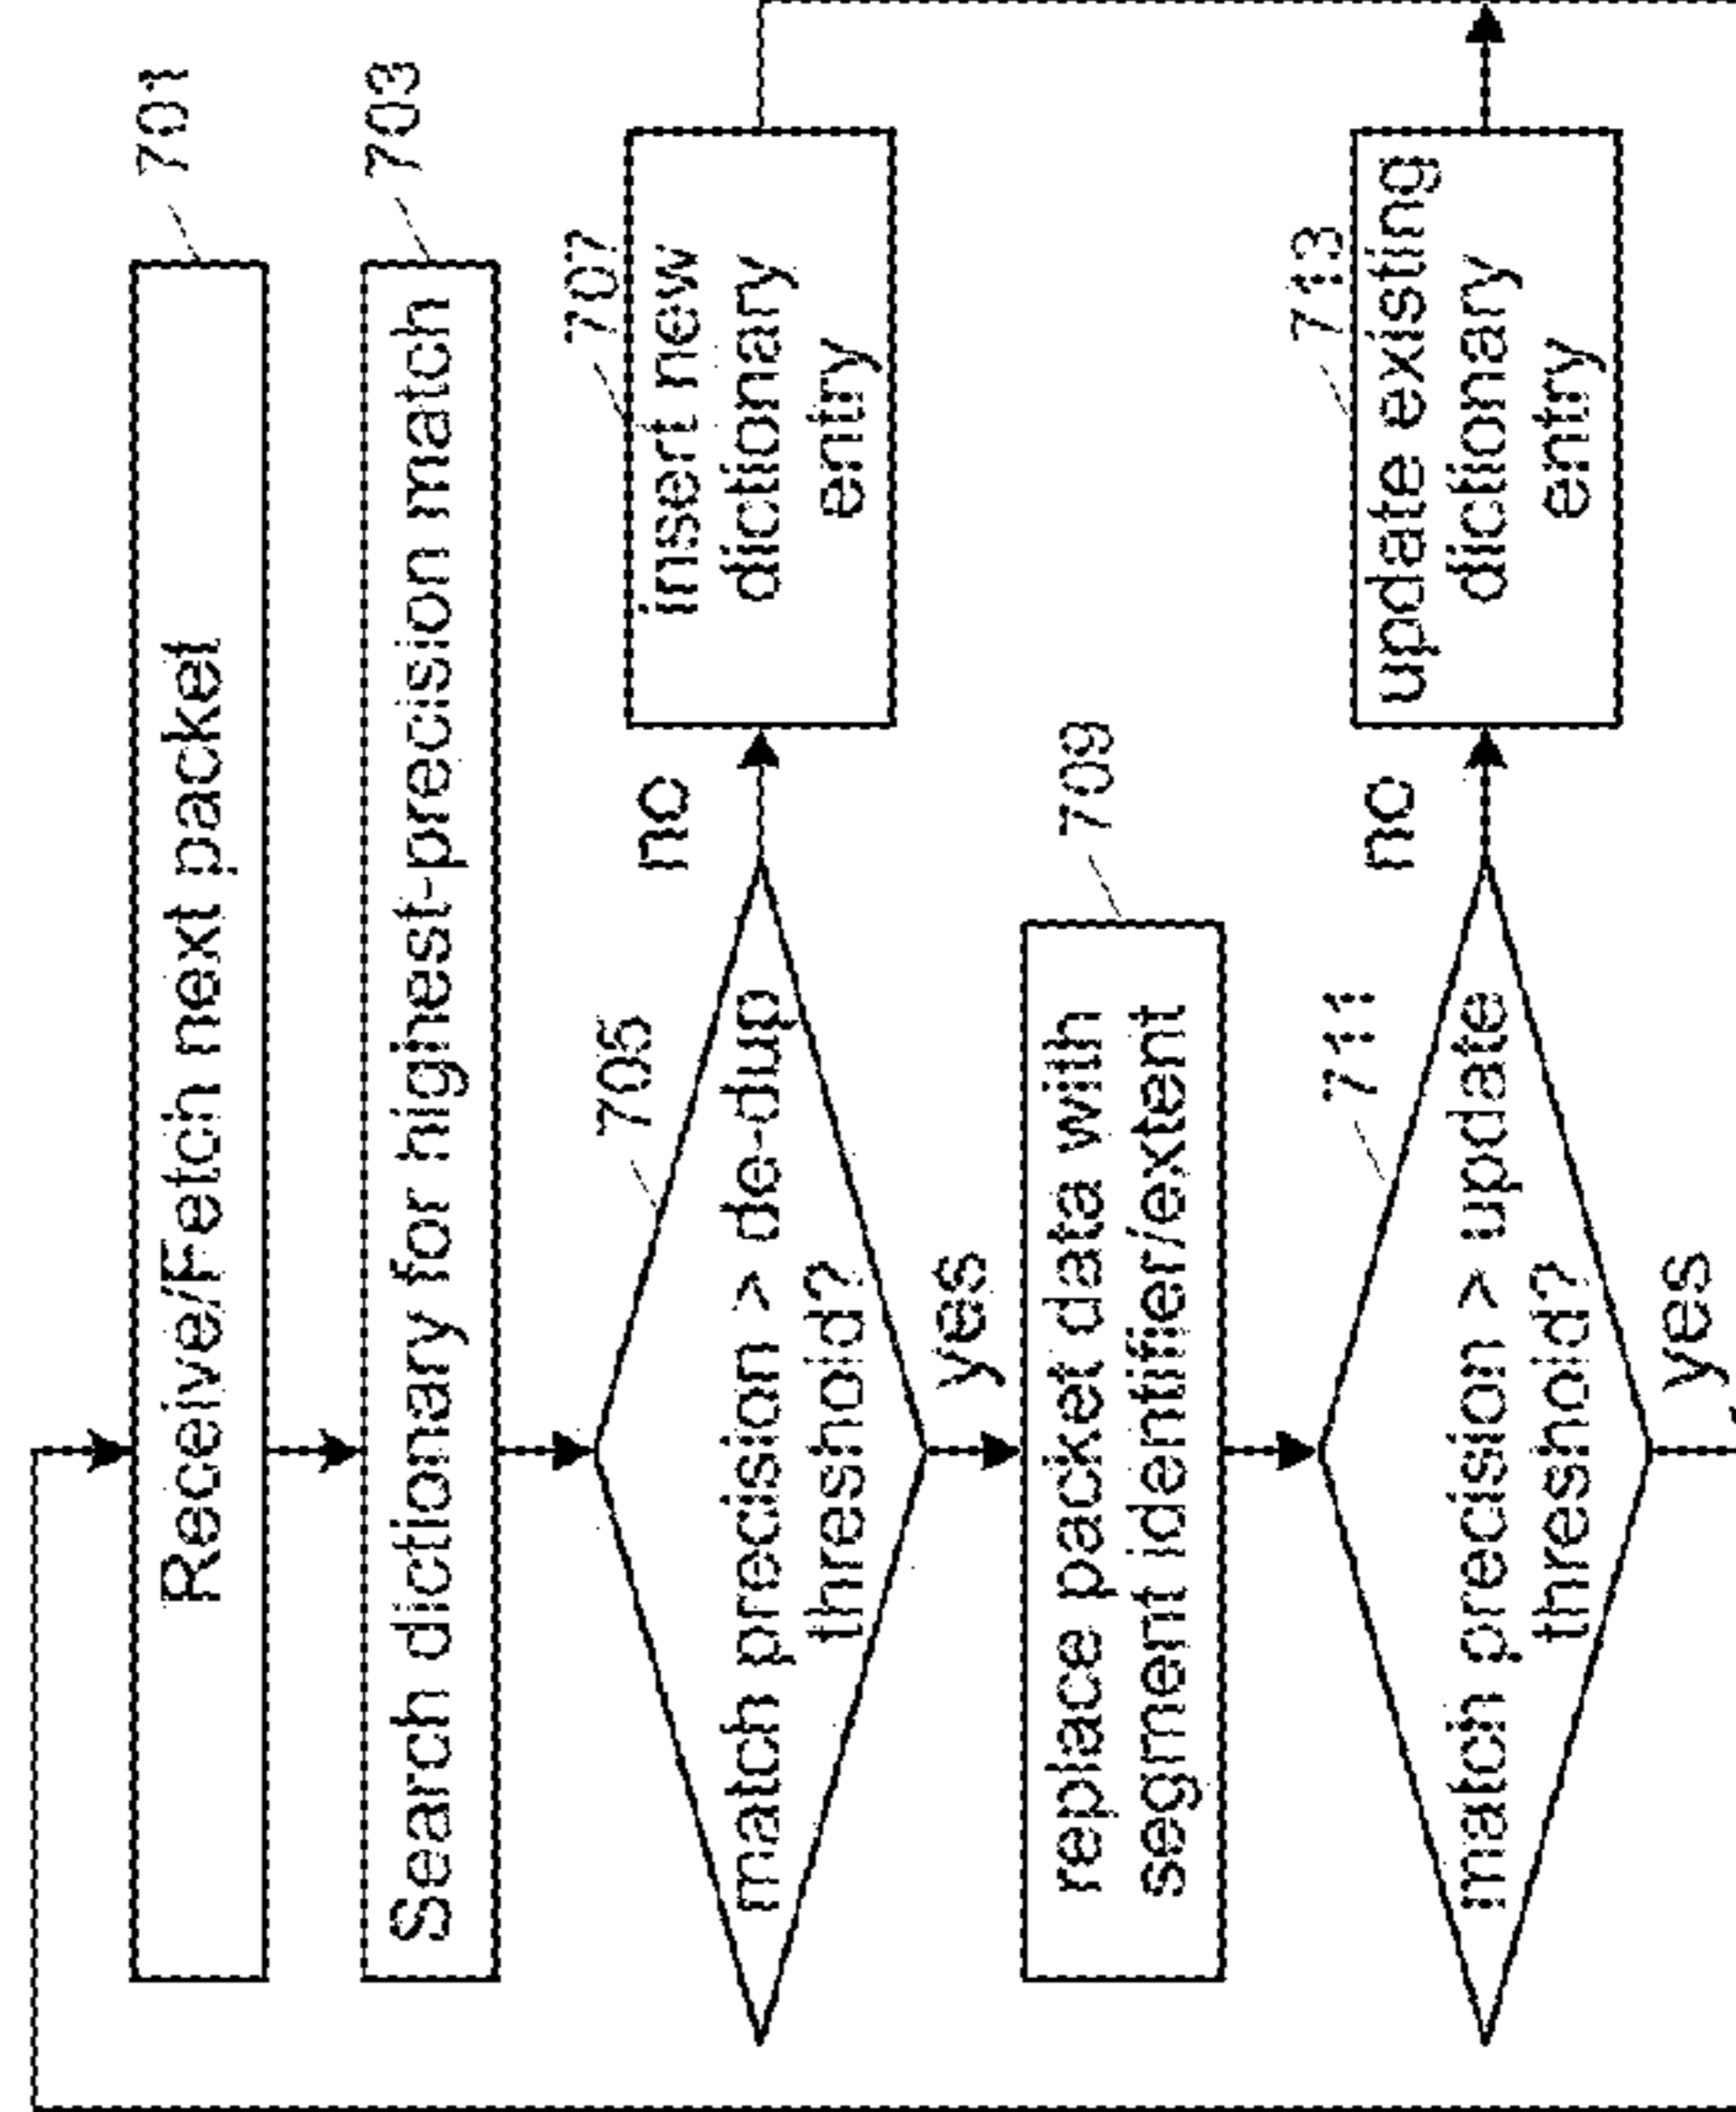 701
Receive/Fetch next packet
703
Search dictionary for highest-precision match
705
match precision > de-dup
threshold?
no
707
insert new
dictionary
entry
yes
709
replace packet data with
segment identifier/extent
711
match precision > update
threshold?
no
713
update existing
dictionary
entry
yes